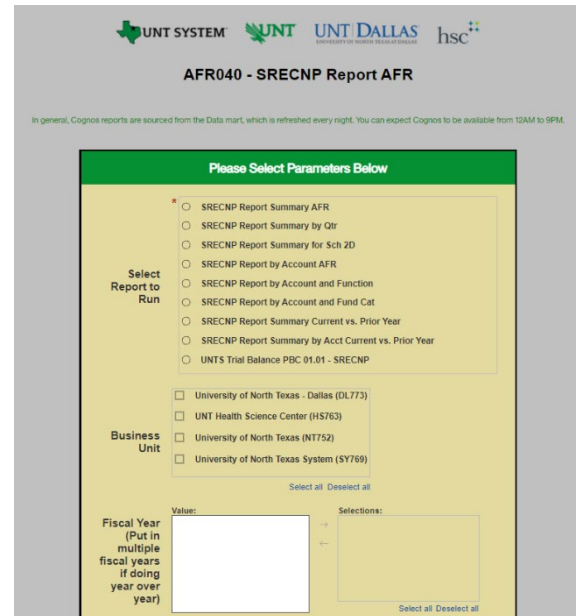 UNT SYSTEM UNT UNT DALLAS hsc
UNIVERSITY OF NORTH TEXAS AT DALLAS
AFR040 - SRECNP Report AFR
In general, Cognos reports are sourced from the Data mart, which is refreshed every night. You can expect Cognos to be available from 12AM to 9PM.
Please Select Parameters Below
Select
Report to
Run
*
SRECNP Report Summary AFR
SRECNP Report Summary by Qtr
SRECNP Report Summary for Sch 2D
SRECNP Report by Account AFR
SRECNP Report by Account and Function
SRECNP Report by Account and Fund Cat
SRECNP Report Summary Current vs. Prior Year
SRECNP Report Summary by Acct Current vs. Prior Year
UNTS Trial Balance PBC 01.01 - SRECNP
Business
Unit
University of North Texas - Dallas (DL773)
UNT Health Science Center (HS763)
University of North Texas (NT752)
University of North Texas System (SY769)
Select all Deselect all
Fiscal Year
(Put in
multiple
fiscal years
if doing
year over
year)
Value:
Selections:
Select all Deselect all